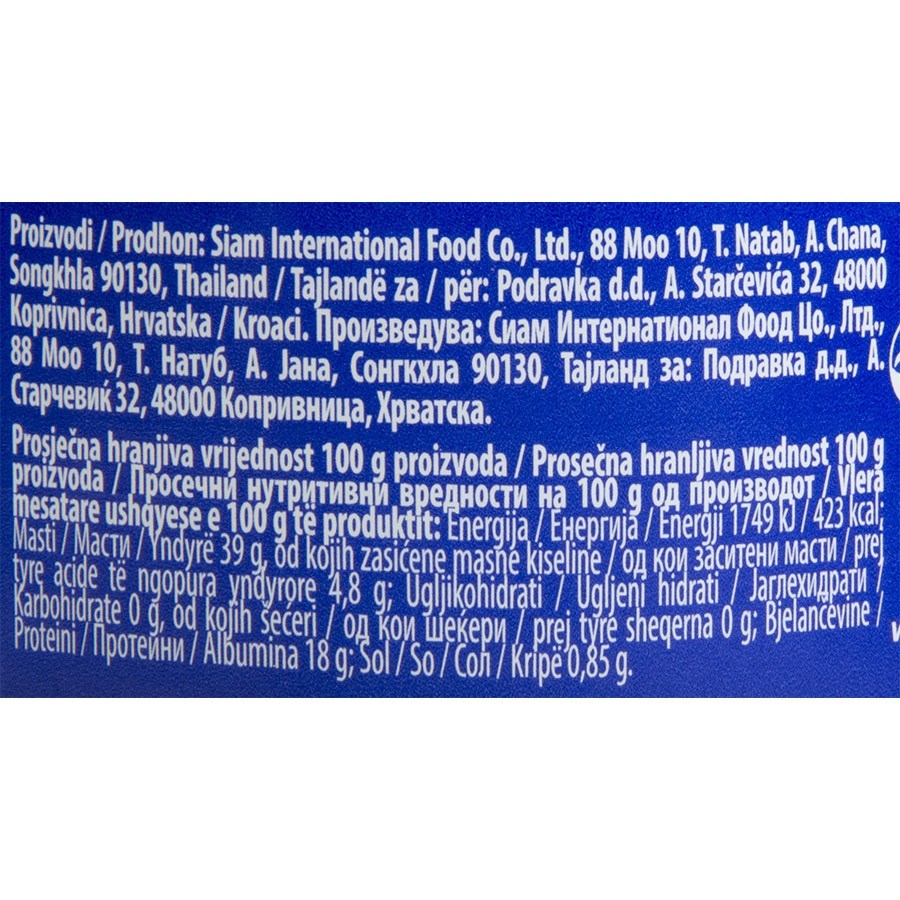 Proizvodi / Prodhon: Siam International Food Co., Ltd., 88 Moo 10, T. Natab, A. Chana,
Songkhla 90130, Thailand / Tajlandë za / për: Podravka d.d., A. Starčevića 32, 48000
Koprivnica, Hrvatska / Kroaci. Произведува: Сиам Интернатионал Фоод Цо., Лтд.,
88 Моо 10, Т. Натуб, А. Јана, Сонгкхла 90130, Тајланд за: Подравка д.д., А.
Старчевиќ 32, 48000 Копривница, Хрватска.
Prosječna hranjiva vrijednost 100 g proizvoda / Prosečna hranljiva vrednost 100 g
proizvoda / Просечни нутритивни вредности на 100 g од производот / Vlera
mesatare ushqyese e 100 g të produktit: Energija / Енергија / Energji 1749 kJ / 423 kcal;
Masti / Масти / Yndyrë 39 g, od kojih zasićene masne kiseline / од кои заситени масти / prej
tyre acide të ngopura yndyrore 4,8 g; Ugljikohidrati / Ugljeni hidrati / Јаглехидрати /
Karbohidrate 0 g, od kojih šećeri / од кои шеќери / prej tyre sheqerna 0 g; Bjelančevine /
Proteini / Протеини / Albumina 18 g; Sol / So / Сол / Kripë 0,85 g.